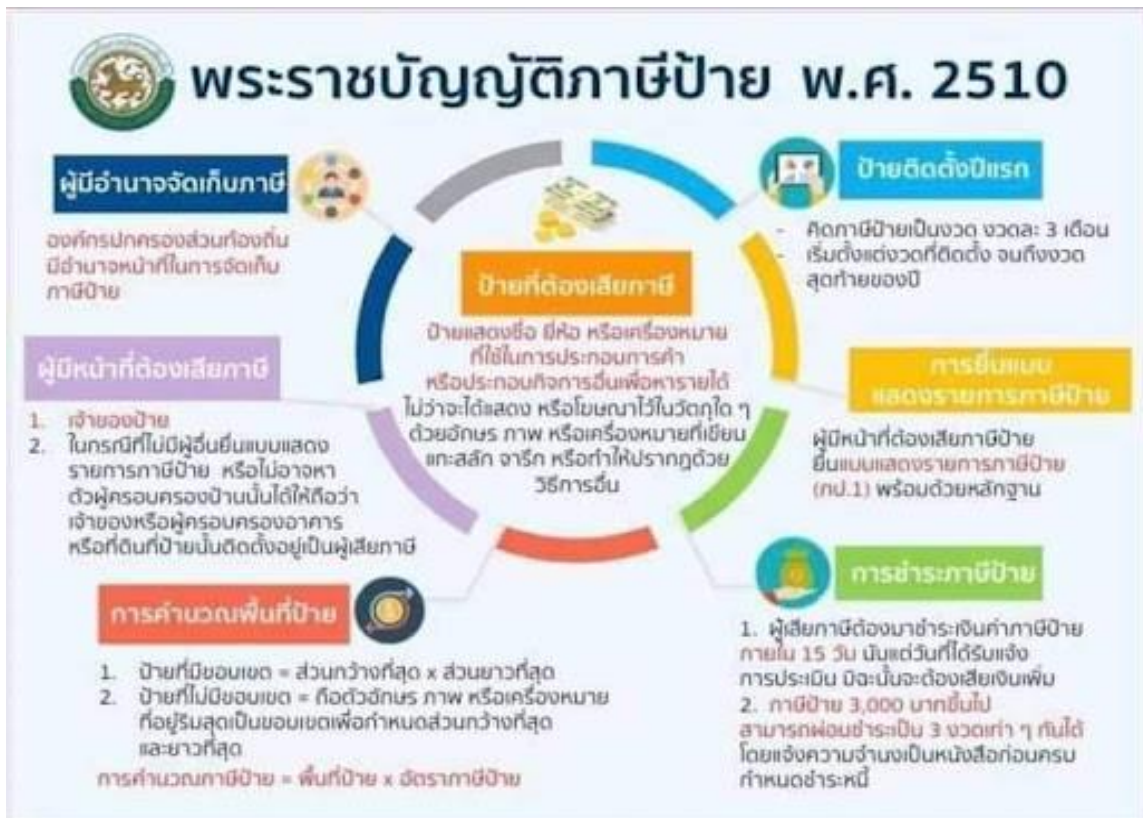 พระราชบัญญัติภาษีป้าย พ.ศ. 2510
ผู้มีอำนาจจัดเก็บภาษี
องค์กรปกครองส่วนท้องถิ่น
มีอำนาจหน้าที่ในการจัดเก็บ
ภาษีป้าย
ป้ายติดตั้งปีแรก
- คิดภาษีป้ายเป็นงวด งวดละ 3 เดือน
- เริ่มตั้งแต่งวดที่ติดตั้ง จนถึงงวด
สุดท้ายของปี
ป้ายที่ต้องเสียภาษี
ป้ายแสดงชื่อ ยี่ห้อ หรือเครื่องหมาย
ที่ใช้ในการประกอบการค้า
หรือประกอบกิจการอื่นเพื่อหารายได้
ไม่ว่าจะได้แสดง หรือโฆษณาไว้ในวัตถุใด ๆ
ด้วยอักษร ภาพ หรือเครื่องหมายที่เขียน
แกะสลัก จารึก หรือทำให้ปรากฏด้วย
วิธีการอื่น
ผู้มีหน้าที่ต้องเสียภาษี
1. เจ้าของป้าย
2. ในกรณีที่ไม่มีผู้อื่นยื่นแบบแสดง
รายการภาษีป้าย หรือไม่อาจหา
ตัวผู้ครอบครองป้านนั้นได้ให้ถือว่า
เจ้าของหรือผู้ครอบครองอาคาร
หรือที่ดินที่ป้ายนั้นติดตั้งอยู่เป็นผู้เสียภาษี
การยื่นแบบ
แสดงรายการภาษีป้าย
ผู้มีหน้าที่ต้องเสียภาษีป้าย
ยื่นแบบแสดงรายการภาษีป้าย
(ภป.1) พร้อมด้วยหลักฐาน
การคำนวณพื้นที่ป้าย
1. ป้ายที่มีขอบเขต = ส่วนกว้างที่สุด x ส่วนยาวที่สุด
2. ป้ายที่ไม่มีขอบเขต = ถือตัวอักษร ภาพ หรือเครื่องหมาย
ที่อยู่ริมสุดเป็นขอบเขตเพื่อกำหนดส่วนกว้างที่สุด
และยาวที่สุด
การคำนวณภาษีป้าย = พื้นที่ป้าย x อัตราภาษีป้าย
การชำระภาษีป้าย
1. ผู้เสียภาษีต้องมาชำระเงินค่าภาษีป้าย
ภายใน 15 วัน นับแต่วันที่ได้รับแจ้ง
การประเมิน มิฉะนั้นจะต้องเสียเงินเพิ่ม
2. ภาษีป้าย 3,000 บาทขึ้นไป
สามารถผ่อนชำระเป็น 3 งวดเท่า ๆ กันได้
โดยแจ้งความจำนงเป็นหนังสือก่อนครบ
กำหนดชำระหนี้